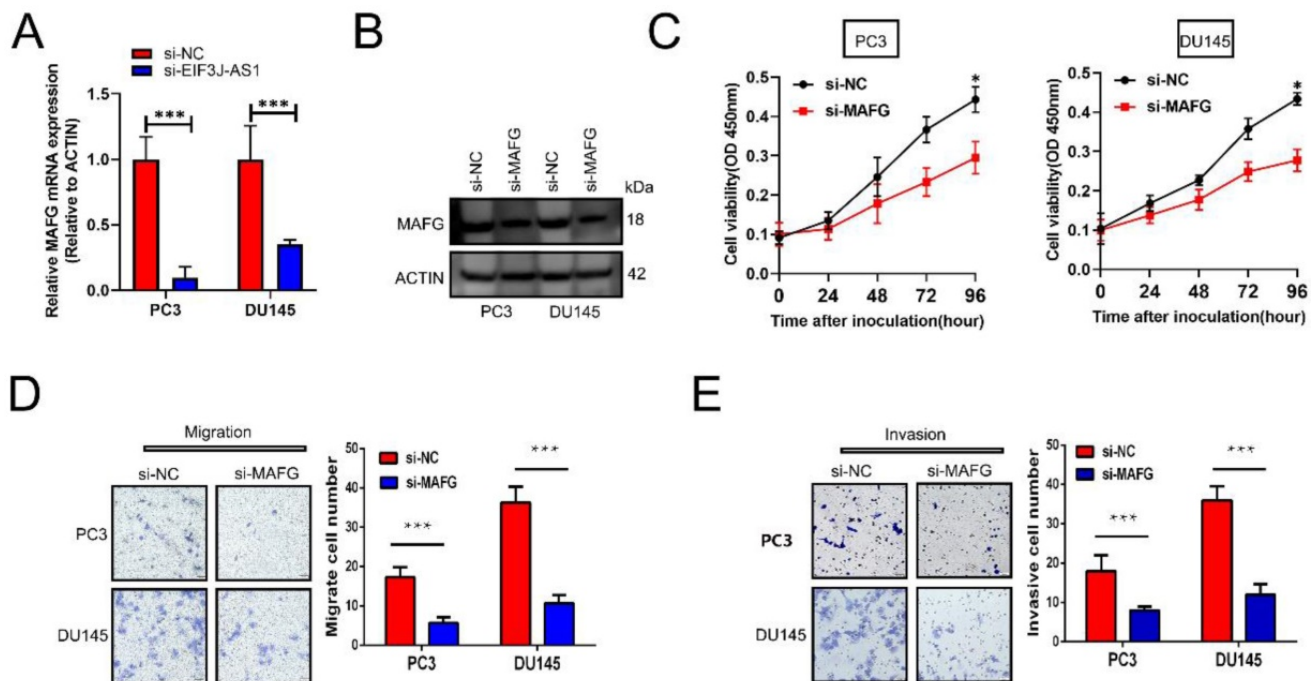 A
si-NC
si-EIF3J-AS1
Relative MAFG mRNA expression
(Relative to ACTIN)
1.5
1.0
0.5
0.0
***
***
PC3
DU145
B
si-NC
si-MAFG
si-NC
si-MAFG
kDa
MAFG
18
ACTIN
42
PC3
DU145
C
PC3
Cell viability(OD 450nm)
0.5
0.4
0.3
0.2
0.1
0.0
si-NC
si-MAFG
*
0
24
48
72
96
Time after inoculation(hour)
DU145
Cell viability(OD 450nm)
0.5
0.4
0.3
0.2
0.1
0.0
si-NC
si-MAFG
*
0
24
48
72
96
Time after inoculation(hour)
D
Migration
si-NC
si-MAFG
PC3
DU145
Migrate cell number
50
40
30
20
10
0
si-NC
si-MAFG
***
***
PC3
DU145
E
Invasion
si-NC
si-MAFG
PC3
DU145
Invasive cell number
50
40
30
20
10
0
si-NC
si-MAFG
***
***
PC3
DU145